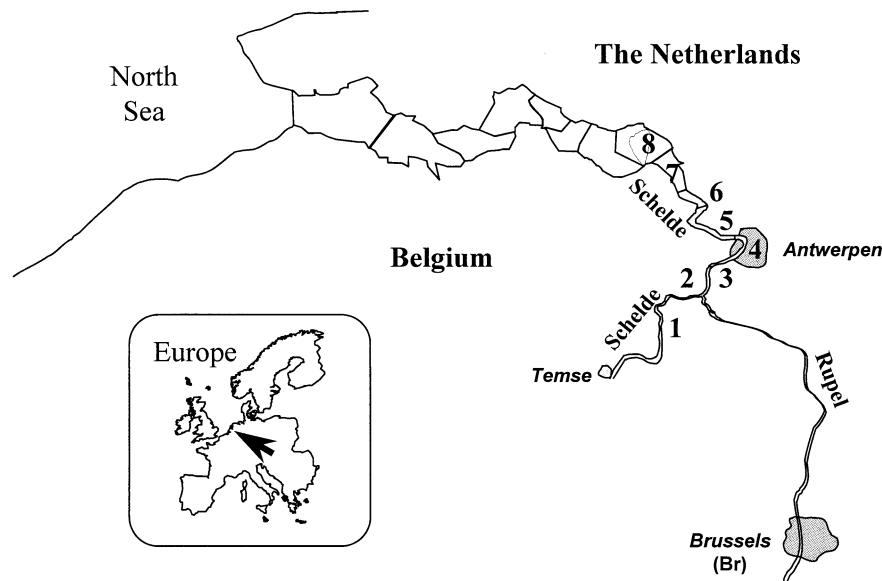 The Netherlands
North
Sea
8
7
Schelde
6
5
4
Antwerpen
Belgium
3
2
Schelde
1
Temse
Rupel
Europe
Brussels
(Br)